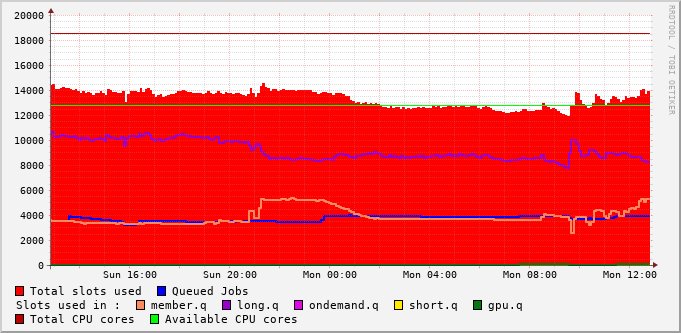 20000
18000
16000
14000
12000
10000
8000
6000
4000
2000
0
Sun 16:00 Sun 20:00 Mon 00:00 Mon 04:00 Mon 08:00 Mon 12:00
Total slots used Queued Jobs
Slots used in : member.q long.q ondemand.q short.q gpu.q
Total CPU cores Available CPU cores
RRDTOOL / TOBI OETIKER